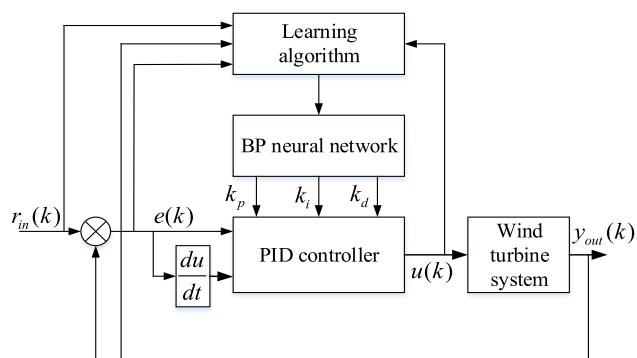 Learning
algorithm
BP neural network
k_p
k_i
k_d
r_in(k)
e(k)
du
dt
PID controller
u(k)
Wind
turbine
system
y_out(k)